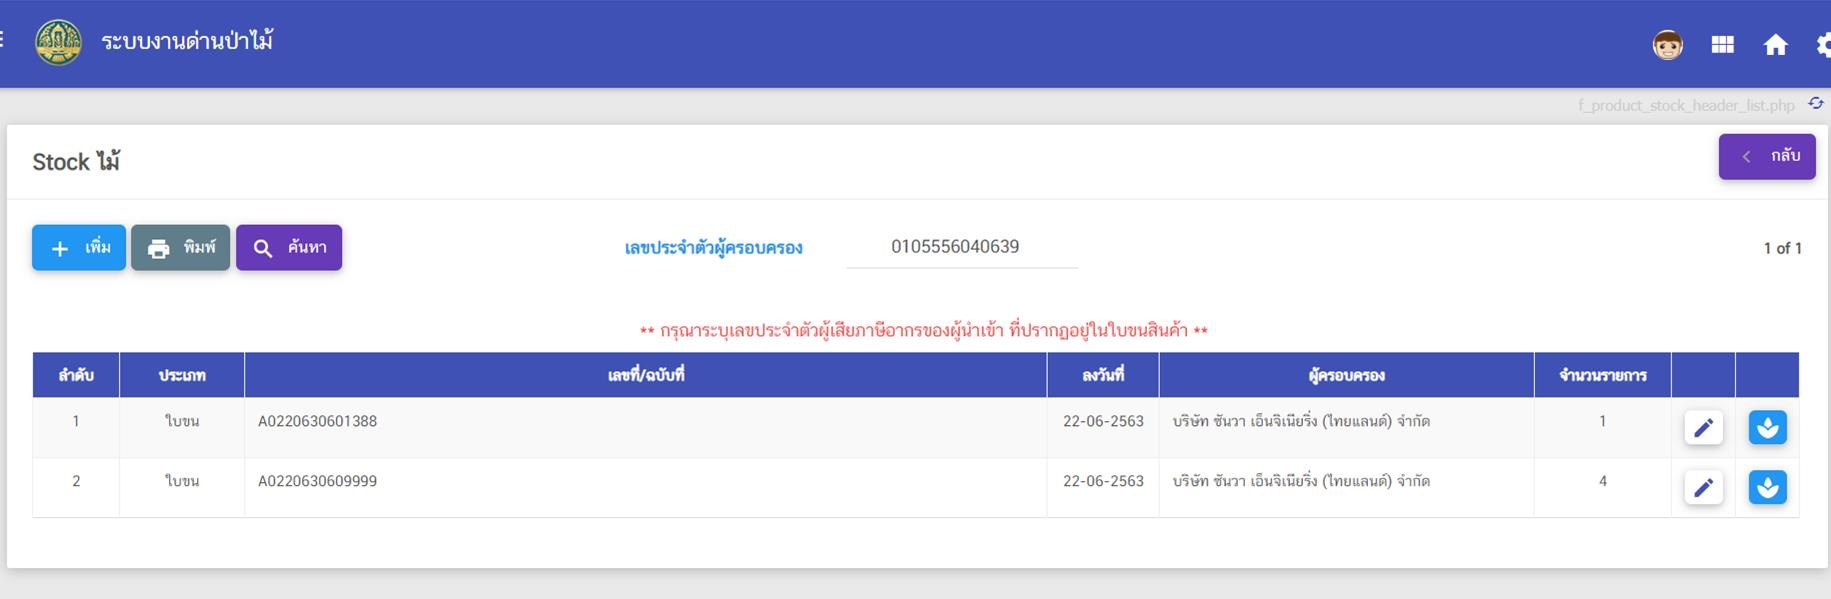 ระบบงานด่านป่าไม้
f_product_stock_header_list.php
Stock ไม้
กลับ
เพิ่ม พิมพ์ ค้นหา เลขประจำตัวผู้ครอบครอง 0105556040639 1 of 1
** กรุณาระบุเลขประจำตัวผู้เสียภาษีอากรของผู้นำเข้า ที่ปรากฏอยู่ในใบขนสินค้า **
ลำดับ ประเภท เลขที่/ฉบับที่ ลงวันที่ ผู้ครอบครอง จำนวนรายการ
1 ใบขน A0220630601388 22-06-2563 บริษัท ซันวา เอ็นจิเนียริ่ง (ไทยแลนด์) จำกัด 1
2 ใบขน A0220630609999 22-06-2563 บริษัท ซันวา เอ็นจิเนียริ่ง (ไทยแลนด์) จำกัด 4